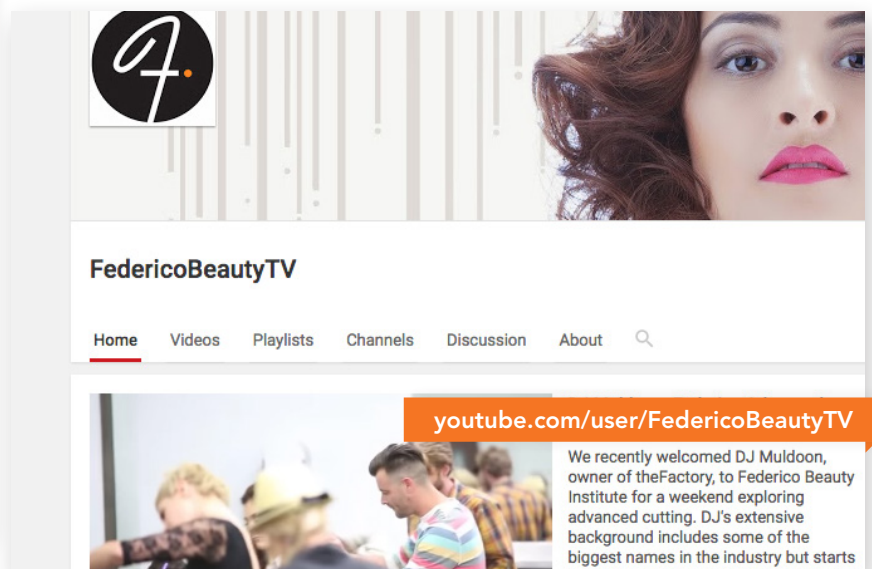 FedericoBeautyTV
Home Videos Playlists Channels Discussion About
youtube.com/user/FedericoBeautyTV
We recently welcomed DJ Muldoon,
owner of theFactory, to Federico Beauty
Institute for a weekend exploring
advanced cutting. DJ's extensive
background includes some of the
biggest names in the industry but starts